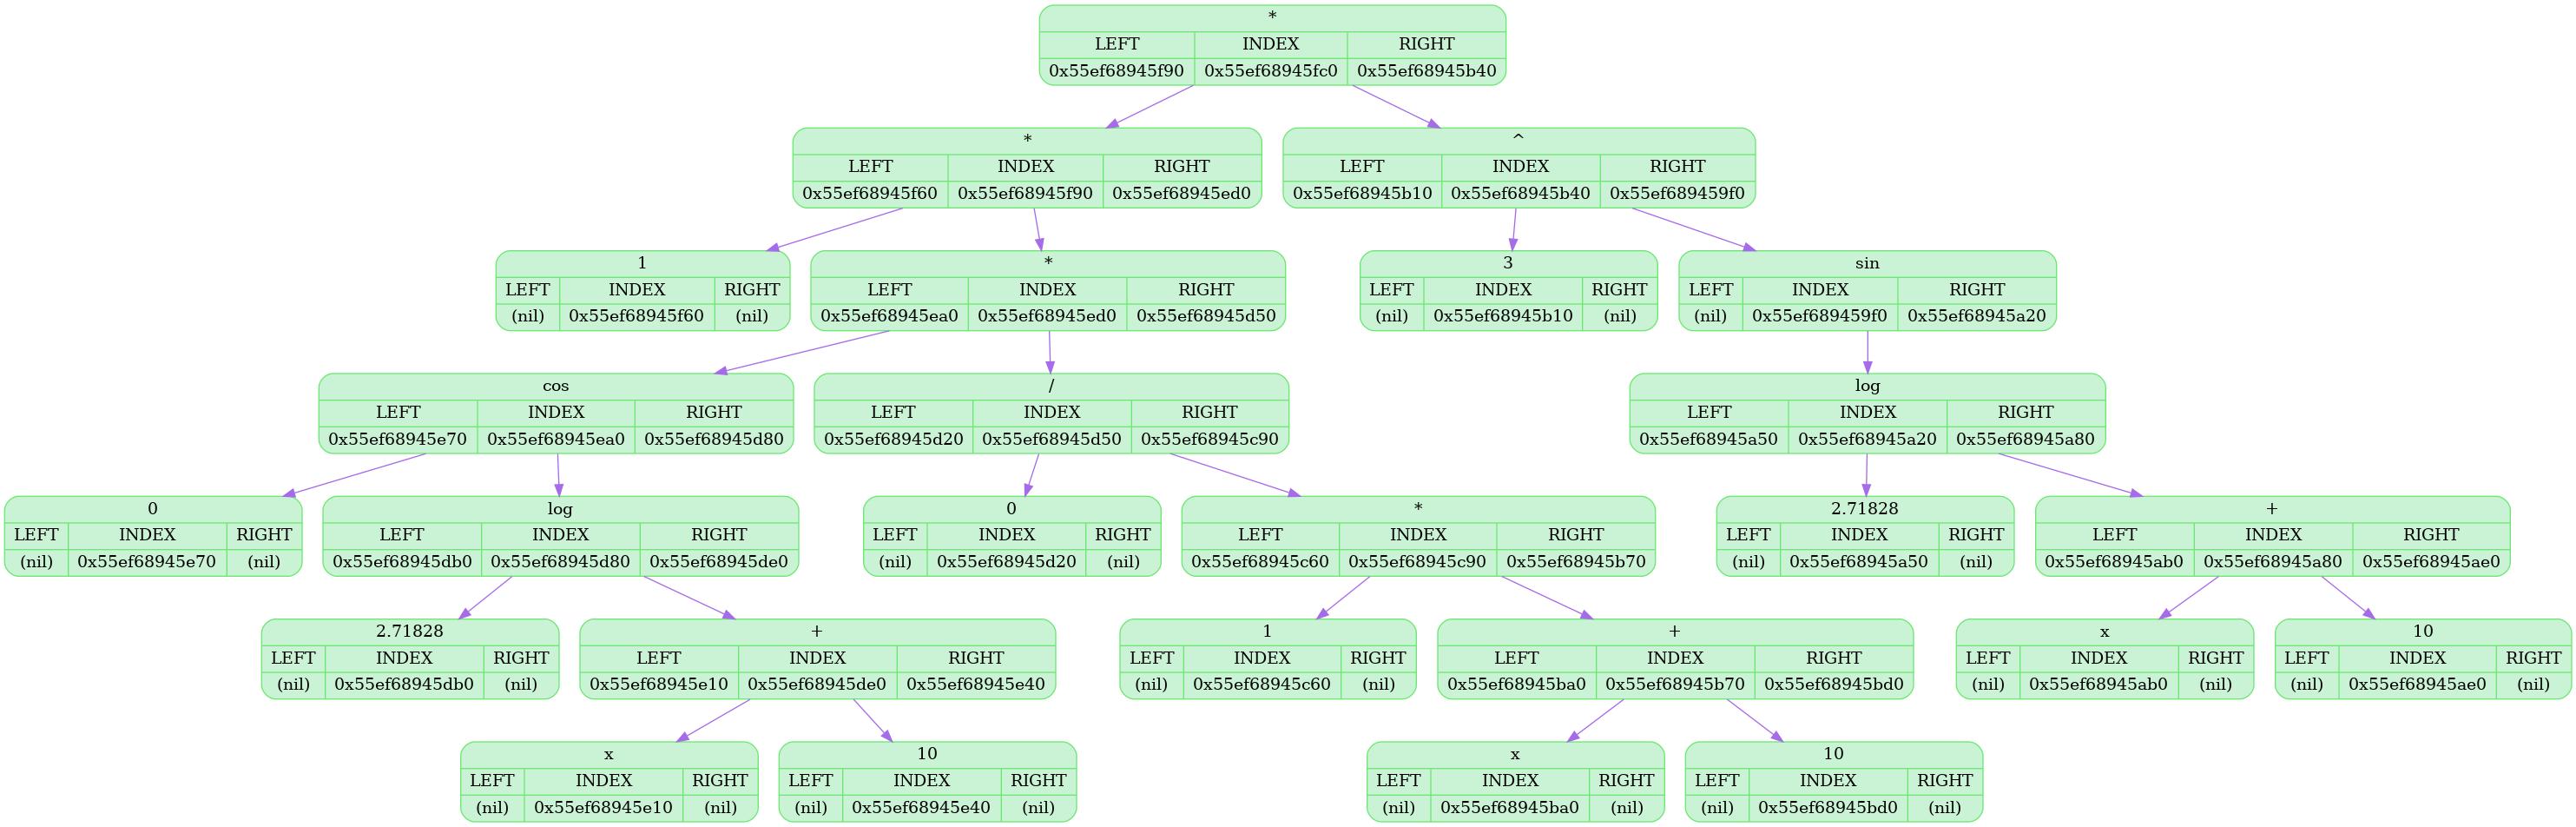 *
LEFT INDEX RIGHT
0x55ef68945f90 0x55ef68945fc0 0x55ef68945b40
*
LEFT INDEX RIGHT
0x55ef68945f60 0x55ef68945f90 0x55ef68945ed0
^
LEFT INDEX RIGHT
0x55ef68945b10 0x55ef68945b40 0x55ef689459f0
1
LEFT INDEX RIGHT
(nil) 0x55ef68945f60 (nil)
*
LEFT INDEX RIGHT
0x55ef68945ea0 0x55ef68945ed0 0x55ef68945d50
3
LEFT INDEX RIGHT
(nil) 0x55ef68945b10 (nil)
sin
LEFT INDEX RIGHT
(nil) 0x55ef689459f0 0x55ef68945a20
cos
LEFT INDEX RIGHT
0x55ef68945e70 0x55ef68945ea0 0x55ef68945d80
/
LEFT INDEX RIGHT
0x55ef68945d20 0x55ef68945d50 0x55ef68945c90
log
LEFT INDEX RIGHT
0x55ef68945a50 0x55ef68945a20 0x55ef68945a80
0
LEFT INDEX RIGHT
(nil) 0x55ef68945e70 (nil)
log
LEFT INDEX RIGHT
0x55ef68945db0 0x55ef68945d80 0x55ef68945de0
0
LEFT INDEX RIGHT
(nil) 0x55ef68945d20 (nil)
*
LEFT INDEX RIGHT
0x55ef68945c60 0x55ef68945c90 0x55ef68945b70
2.71828
LEFT INDEX RIGHT
(nil) 0x55ef68945a50 (nil)
+
LEFT INDEX RIGHT
0x55ef68945ab0 0x55ef68945a80 0x55ef68945ae0
2.71828
LEFT INDEX RIGHT
(nil) 0x55ef68945db0 (nil)
+
LEFT INDEX RIGHT
0x55ef68945e10 0x55ef68945de0 0x55ef68945e40
1
LEFT INDEX RIGHT
(nil) 0x55ef68945c60 (nil)
+
LEFT INDEX RIGHT
0x55ef68945ba0 0x55ef68945b70 0x55ef68945bd0
x
LEFT INDEX RIGHT
(nil) 0x55ef68945ab0 (nil)
10
LEFT INDEX RIGHT
(nil) 0x55ef68945ae0 (nil)
x
LEFT INDEX RIGHT
(nil) 0x55ef68945e10 (nil)
10
LEFT INDEX RIGHT
(nil) 0x55ef68945e40 (nil)
x
LEFT INDEX RIGHT
(nil) 0x55ef68945ba0 (nil)
10
LEFT INDEX RIGHT
(nil) 0x55ef68945bd0 (nil)